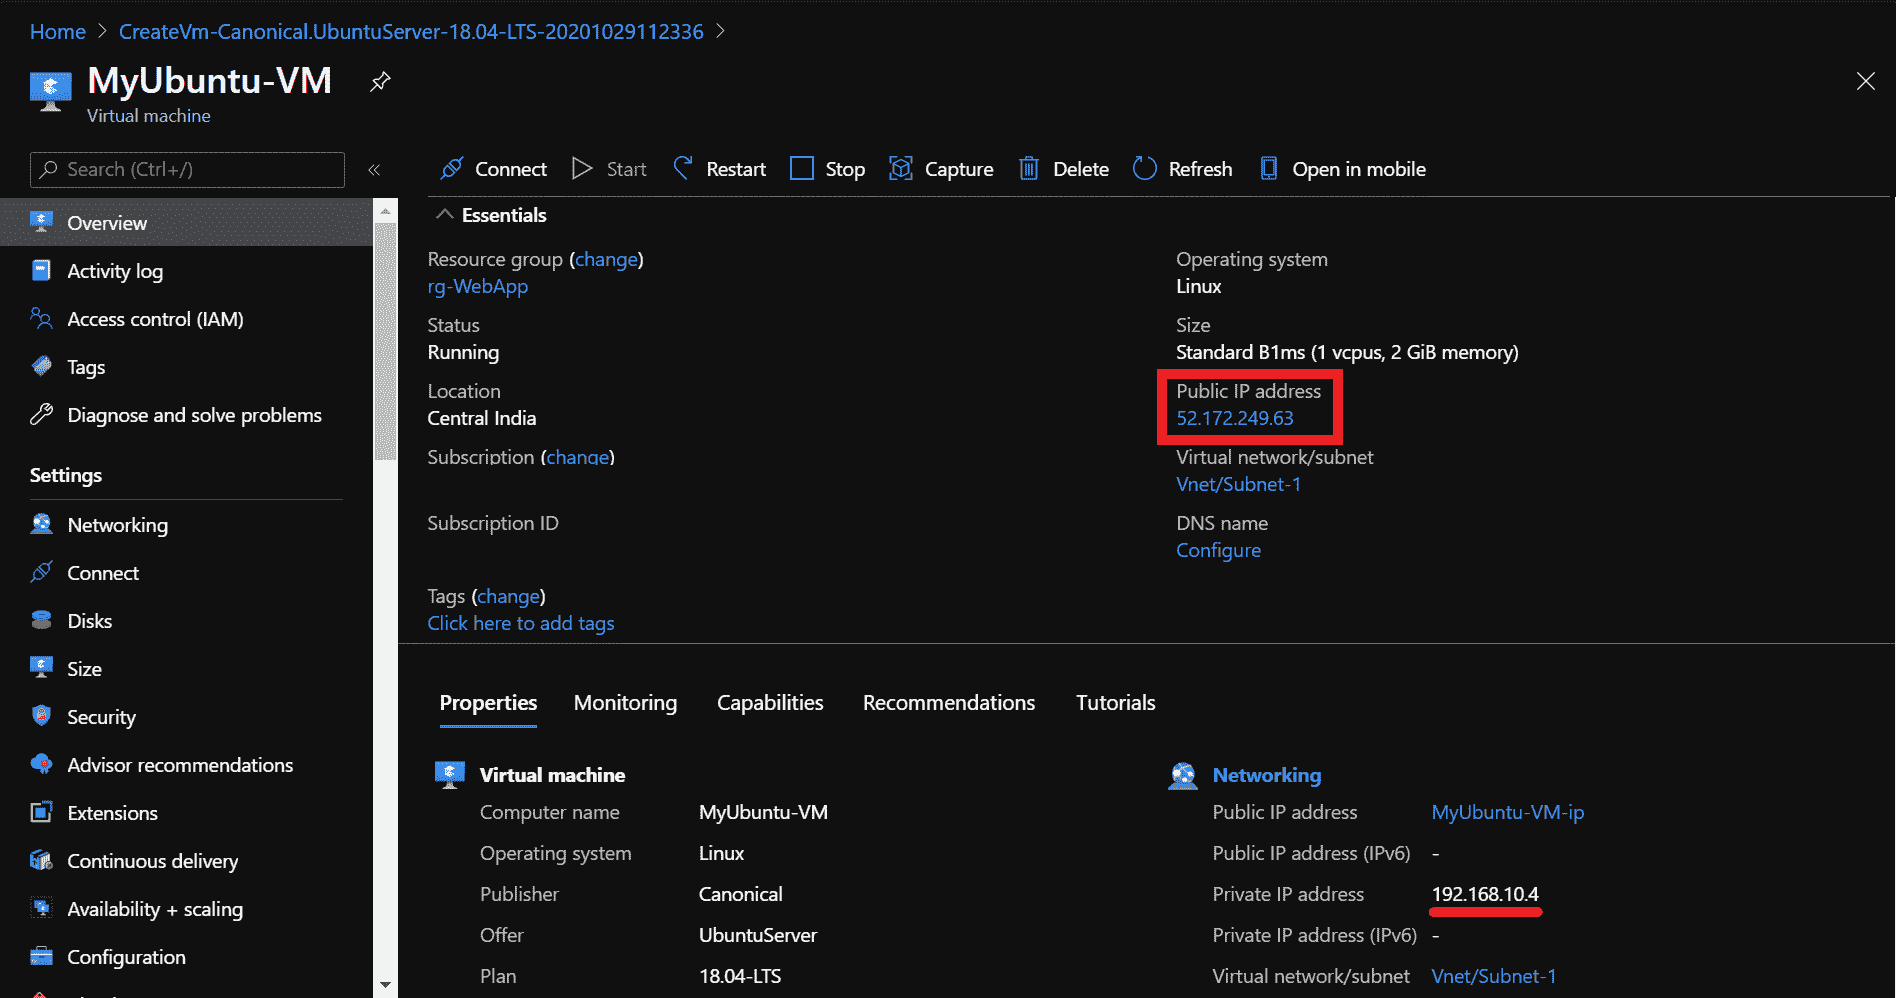 Home > CreateVm-Canonical.UbuntuServer-18.04-LTS-20201029112336 >
MyUbuntu-VM
Virtual machine
Search (Ctrl+/)
«
Connect
Start
Restart
Stop
Capture
Delete
Refresh
Open in mobile
Overview
Activity log
Access control (IAM)
Tags
Diagnose and solve problems
Settings
Networking
Connect
Disks
Size
Security
Advisor recommendations
Extensions
Continuous delivery
Availability + scaling
Configuration
Essentials
Resource group (change)
rg-WebApp
Status
Running
Location
Central India
Subscription (change)
Subscription ID
Tags (change)
Click here to add tags
Operating system
Linux
Size
Standard B1ms (1 vcpus, 2 GiB memory)
Public IP address
52.172.249.63
Virtual network/subnet
Vnet/Subnet-1
DNS name
Configure
Properties
Monitoring
Capabilities
Recommendations
Tutorials
Virtual machine
Computer name MyUbuntu-VM
Operating system Linux
Publisher Canonical
Offer UbuntuServer
Plan 18.04-LTS
Networking
Public IP address MyUbuntu-VM-ip
Public IP address (IPv6) -
Private IP address 192.168.10.4
Private IP address (IPv6) -
Virtual network/subnet Vnet/Subnet-1